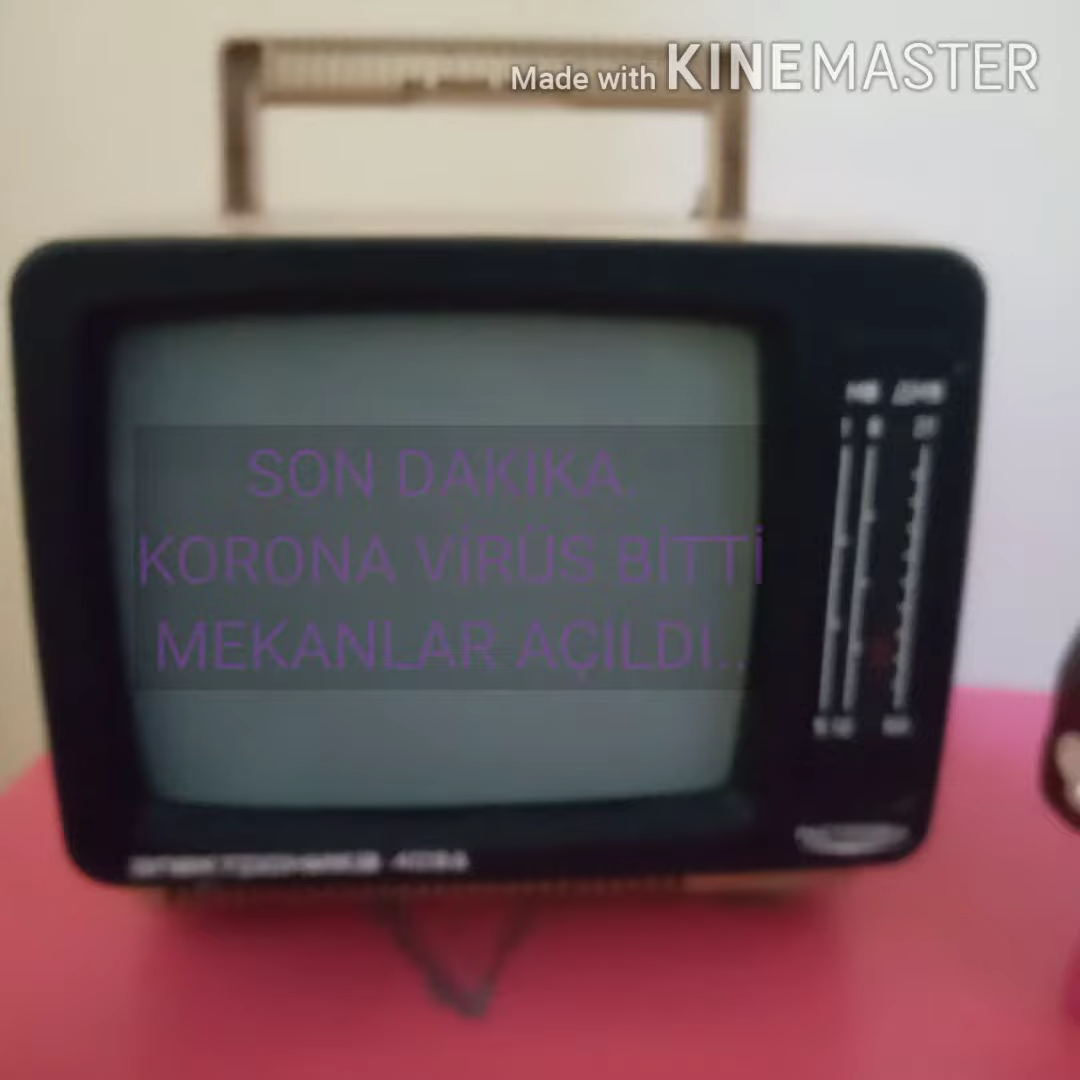 Made with KINEMASTER
SON DAKİKA.
KORONA VİRÜS BİTTİ
MEKANLAR AÇILDI..